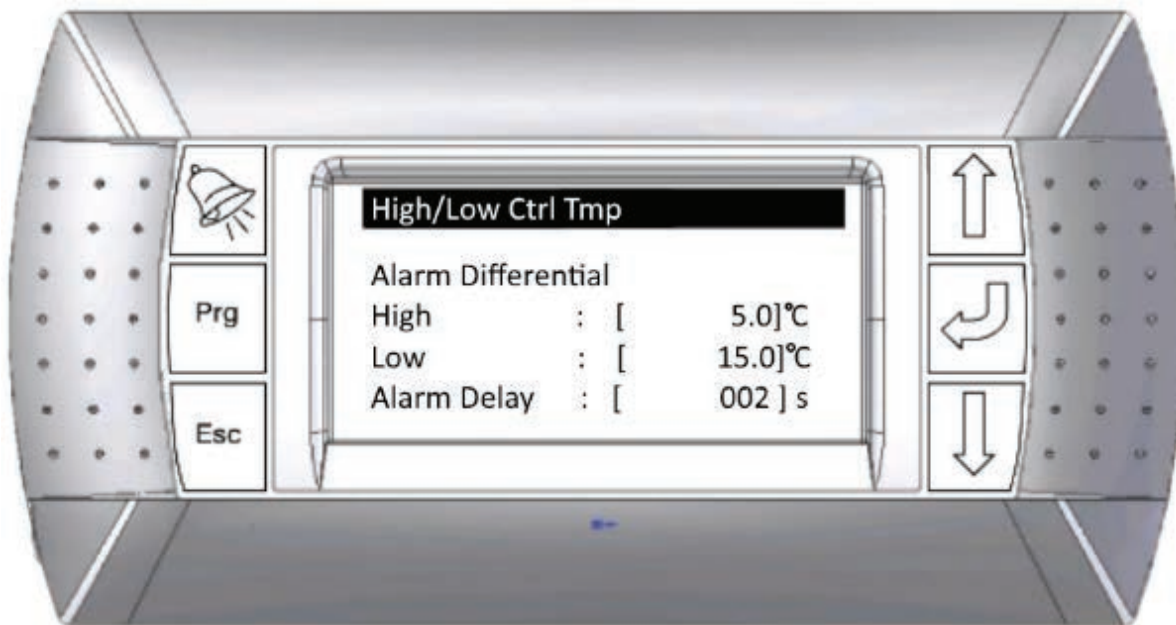 High/Low Ctrl Tmp
Alarm Differential
High : [ 5.0]℃
Low : [ 15.0]℃
Alarm Delay : [ 002 ] s
Prg
Esc